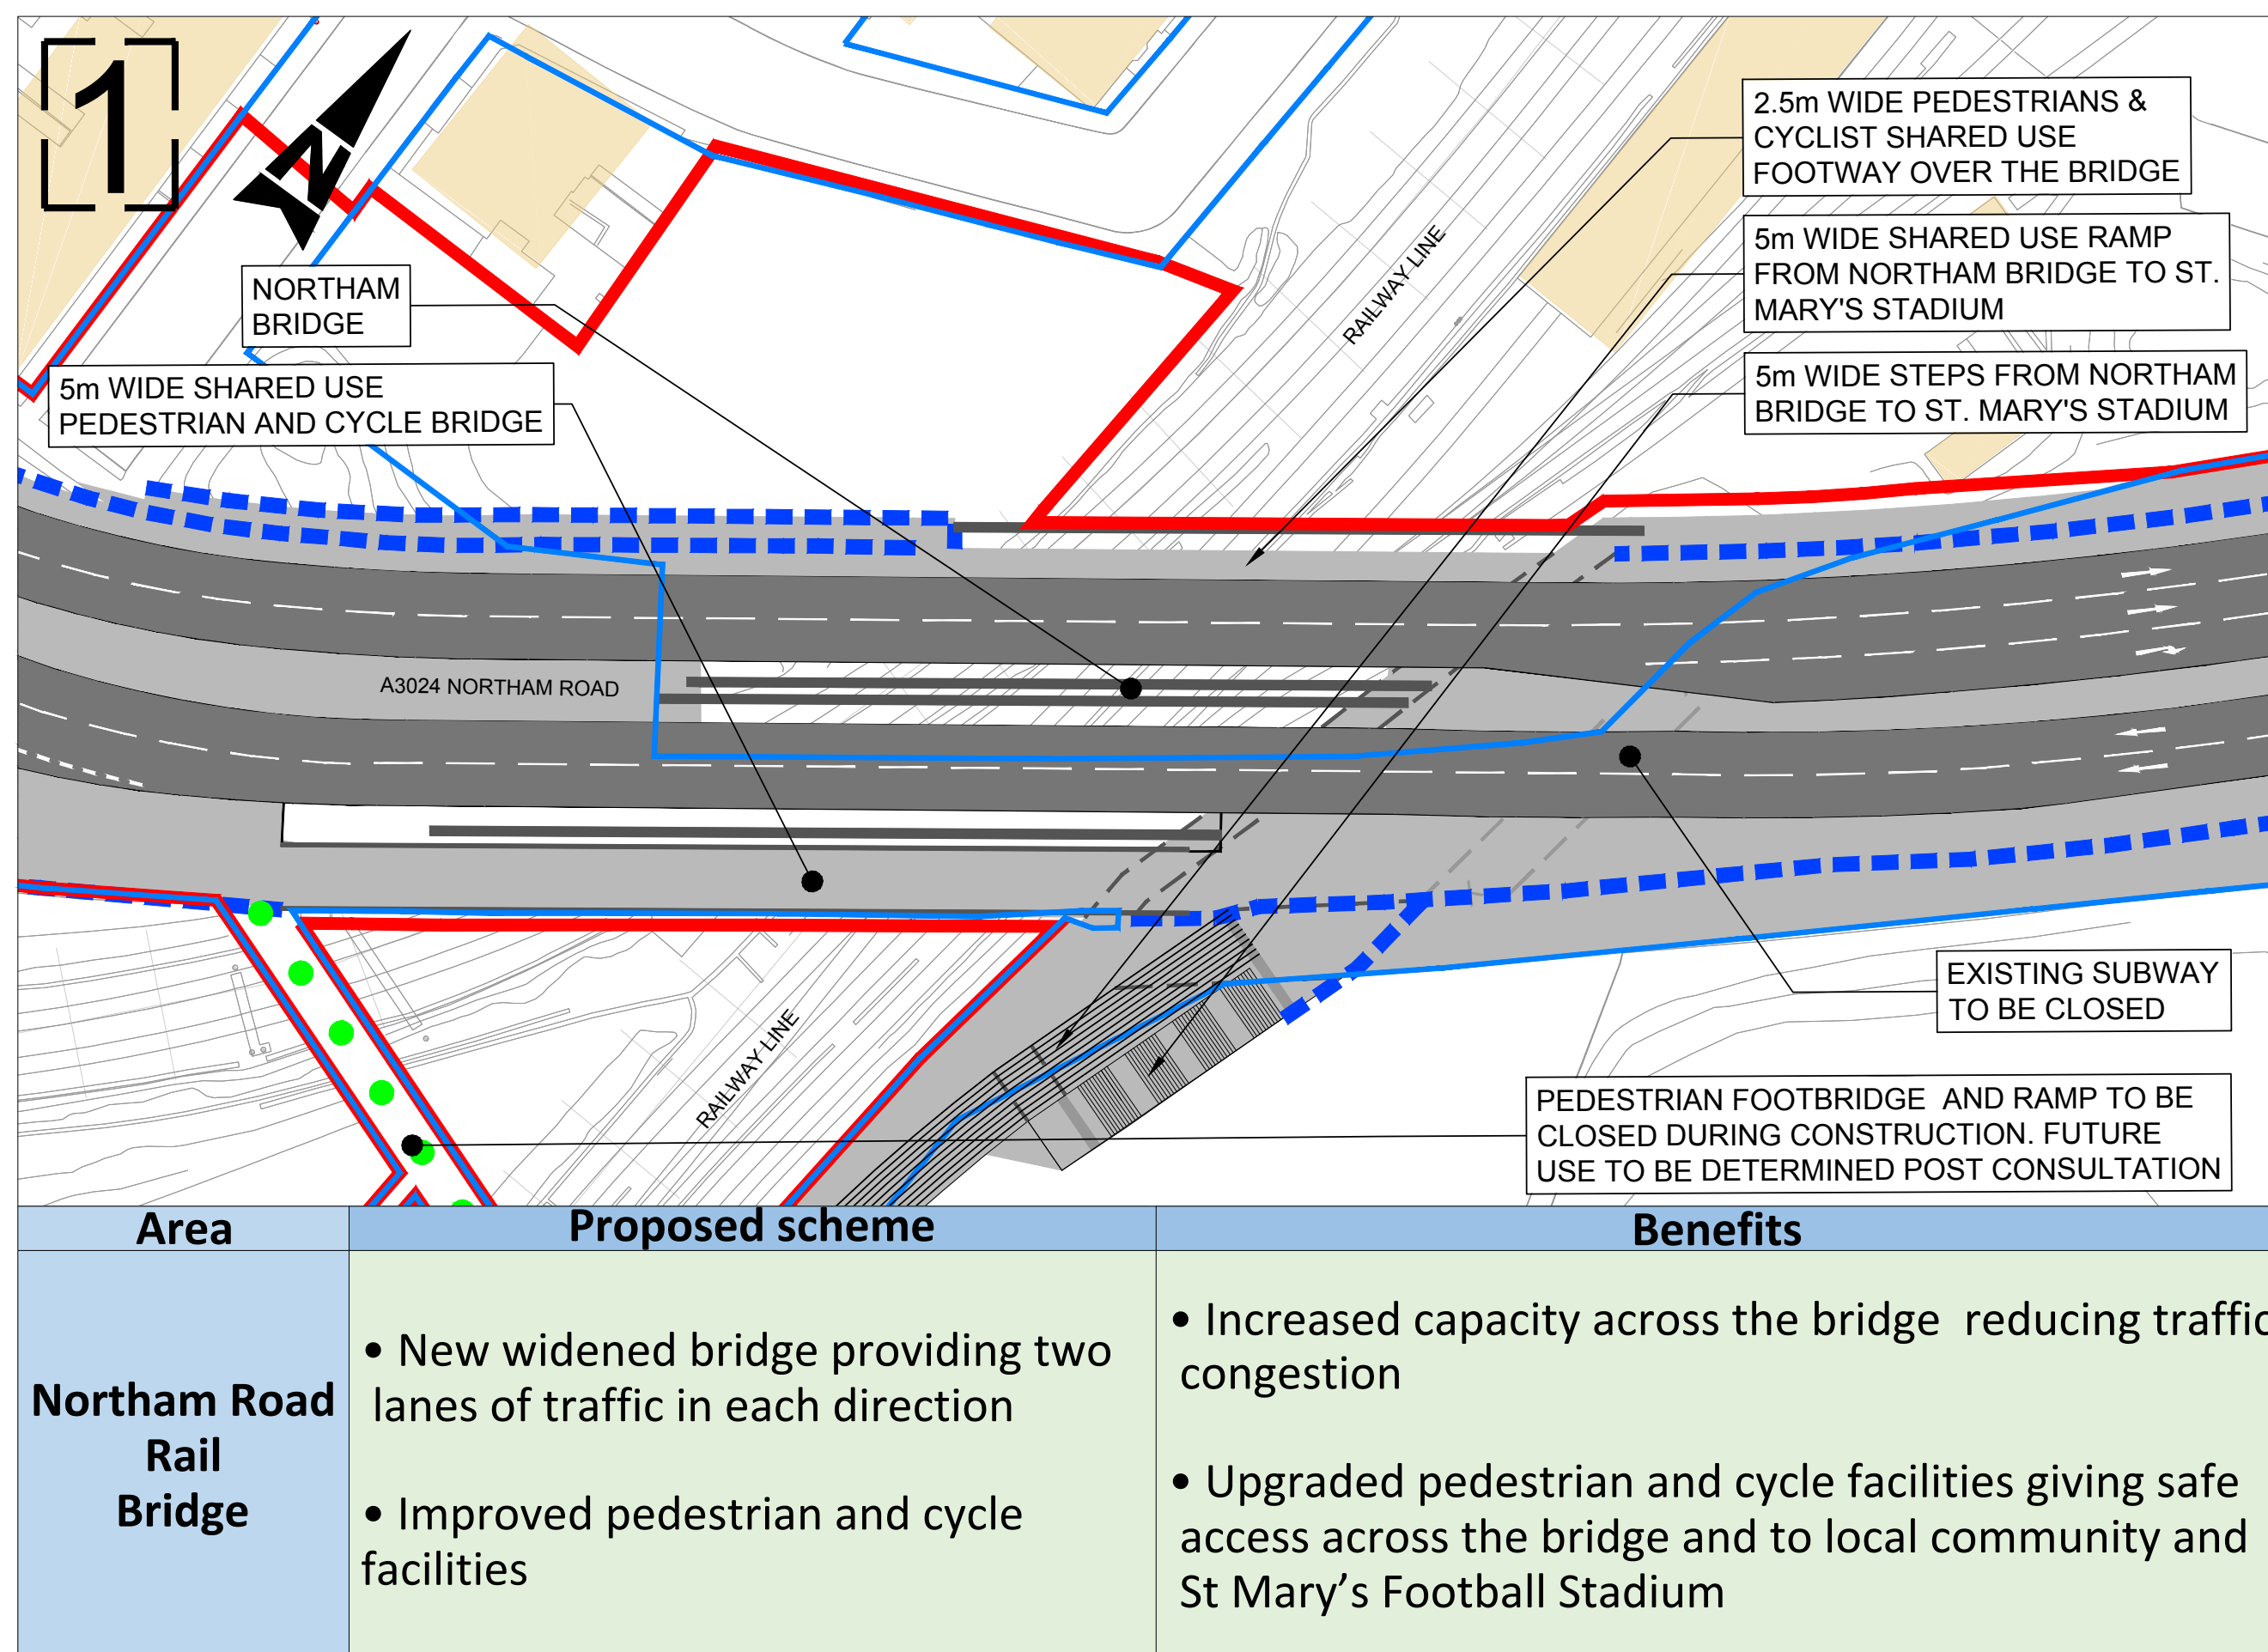 1
N
2.5m WIDE PEDESTRIANS &
CYCLIST SHARED USE
FOOTWAY OVER THE BRIDGE
5m WIDE SHARED USE RAMP
FROM NORTHAM BRIDGE TO ST.
MARY'S STADIUM
5m WIDE STEPS FROM NORTHAM
BRIDGE TO ST. MARY'S STADIUM
NORTHAM
BRIDGE
5m WIDE SHARED USE
PEDESTRIAN AND CYCLE BRIDGE
RAILWAY LINE
A3024 NORTHAM ROAD
RAILWAY LINE
EXISTING SUBWAY
TO BE CLOSED
PEDESTRIAN FOOTBRIDGE AND RAMP TO BE
CLOSED DURING CONSTRUCTION. FUTURE
USE TO BE DETERMINED POST CONSULTATION
Area
Proposed scheme
Benefits
Northam Road
Rail
Bridge
• New widened bridge providing two
lanes of traffic in each direction
• Improved pedestrian and cycle
facilities
• Increased capacity across the bridge reducing traffic
congestion
• Upgraded pedestrian and cycle facilities giving safe
access across the bridge and to local community and
St Mary’s Football Stadium